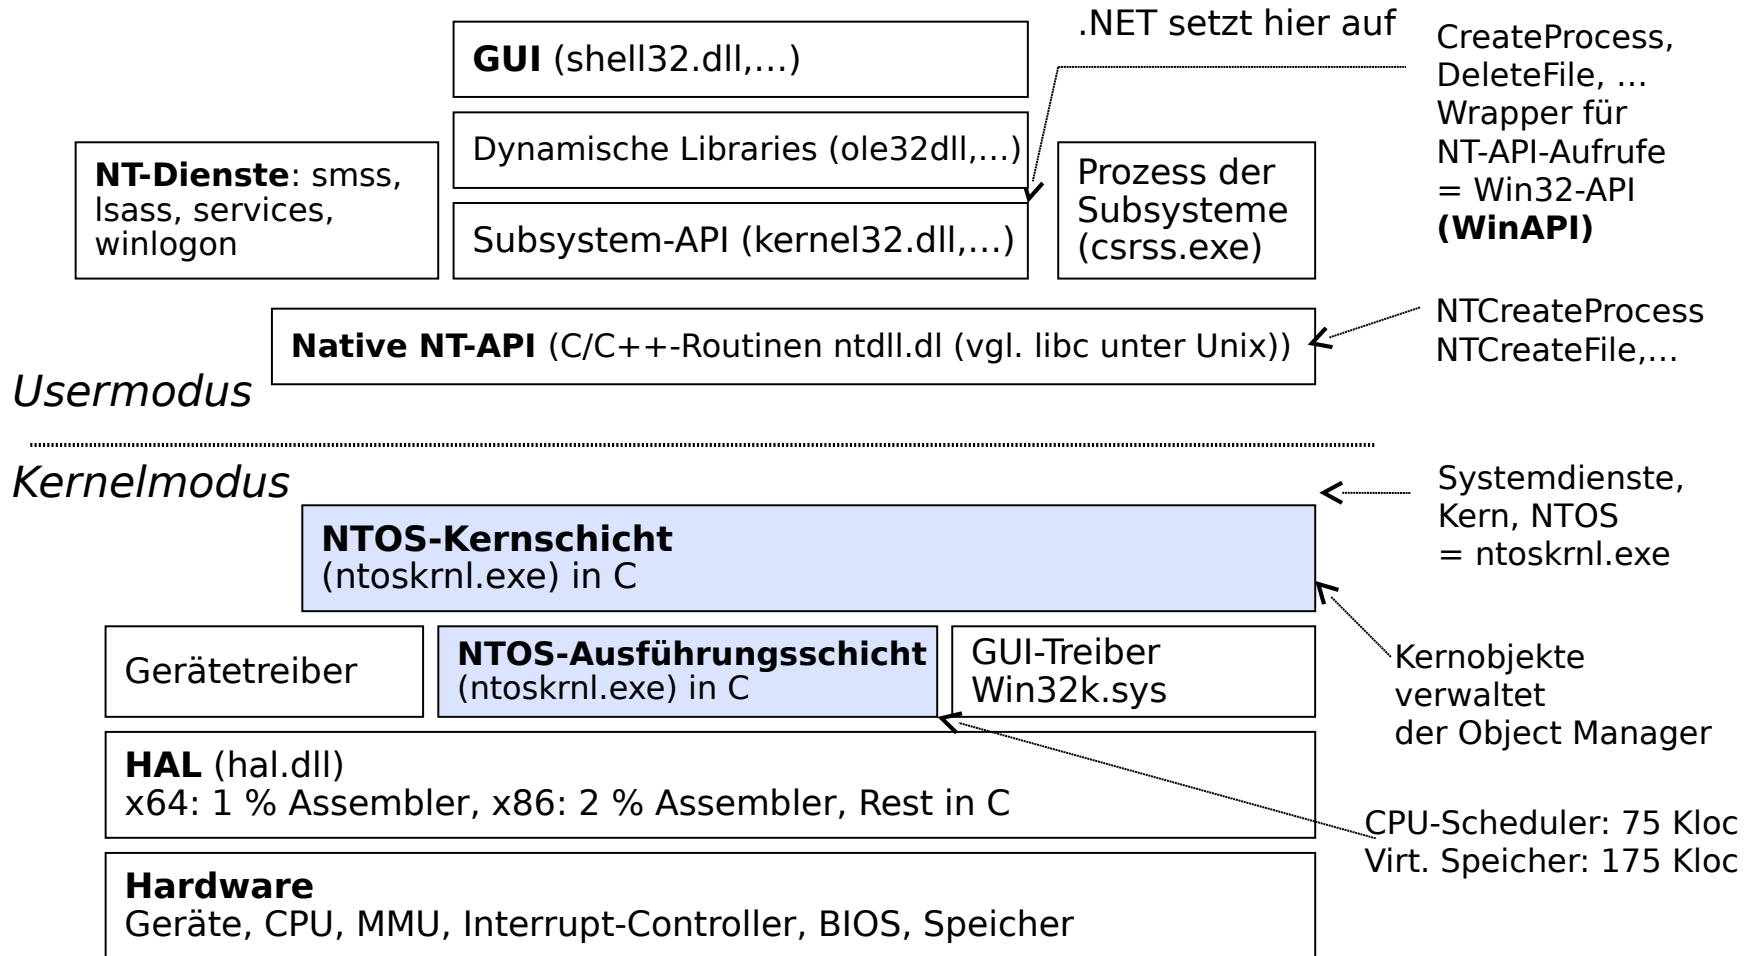 .NET setzt hier auf
GUI (shell32.dll,...)
Dynamische Libraries (ole32dll,...)
Subsystem-API (kernel32.dll,...)
NT-Dienste: smss,
lsass, services,
winlogon
Prozess der
Subsysteme
(csrss.exe)
CreateProcess,
DeleteFile, ...
Wrapper für
NT-API-Aufrufe
= Win32-API
(WinAPI)
Native NT-API (C/C++-Routinen ntdll.dl (vgl. libc unter Unix))
NTCreateProcess
NTCreateFile,...
Usermodus
Kernelmodus
Systemdienste,
Kern, NTOS
= ntoskrnl.exe
NTOS-Kernschicht
(ntoskrnl.exe) in C
Gerätetreiber
NTOS-Ausführungsschicht
(ntoskrnl.exe) in C
GUI-Treiber
Win32k.sys
Kernobjekte
verwaltet
der Object Manager
HAL (hal.dll)
x64: 1 % Assembler, x86: 2 % Assembler, Rest in C
CPU-Scheduler: 75 Kloc
Virt. Speicher: 175 Kloc
Hardware
Geräte, CPU, MMU, Interrupt-Controller, BIOS, Speicher